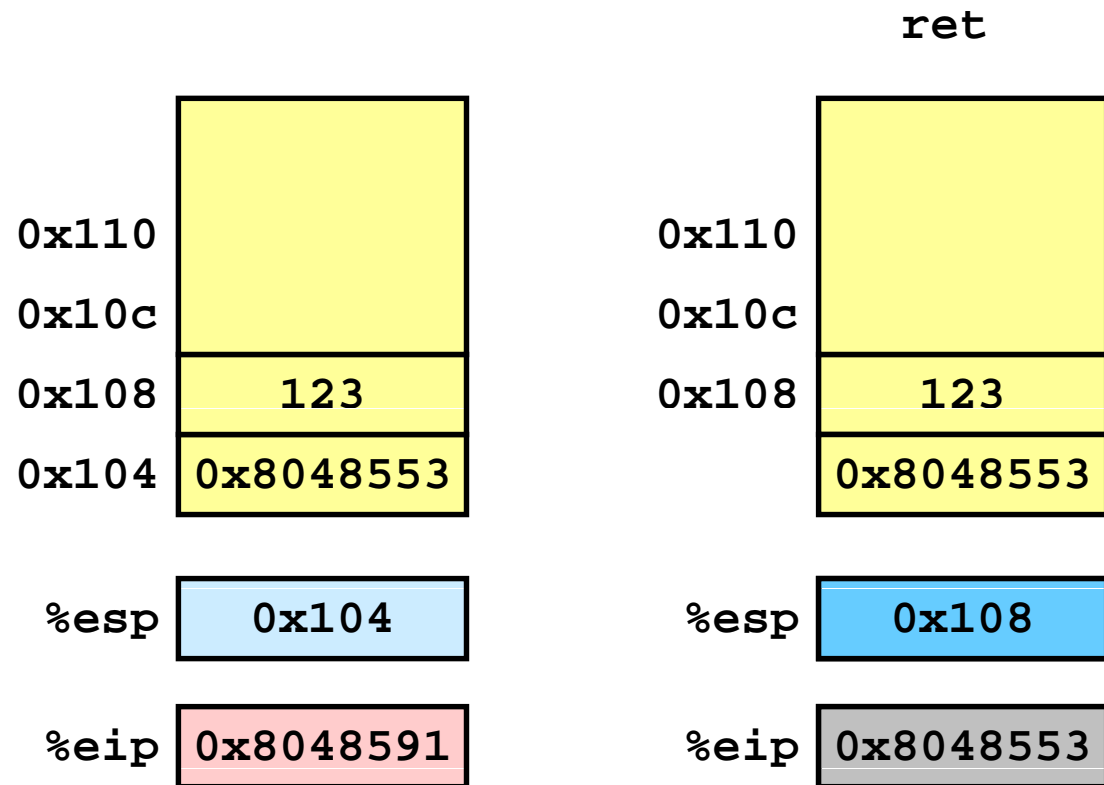 ret
0x110 0x110
0x10c 0x10c
0x108 123 0x108 123
0x104 0x8048553 0x8048553
%esp 0x104 %esp 0x108
%eip 0x8048591 %eip 0x8048553